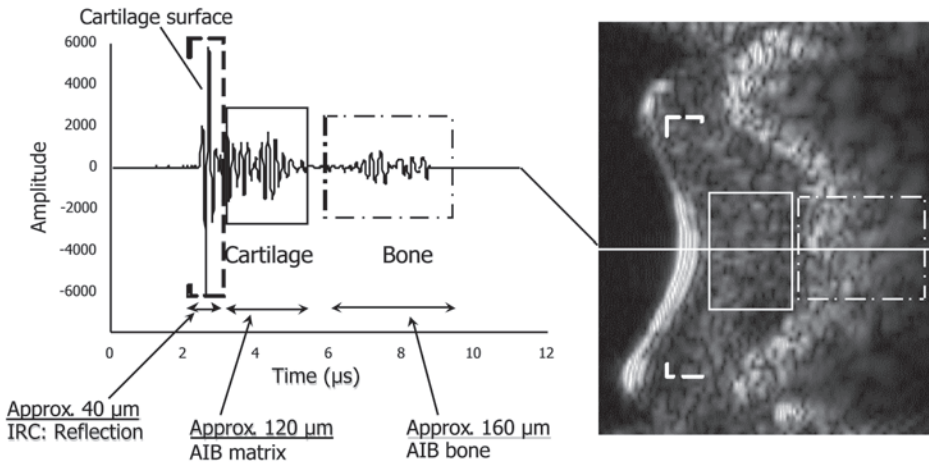 Cartilage surface
6000
4000
2000
0
-2000
-4000
-6000
Amplitude
Cartilage
Bone
0
2
4
6
8
10
12
Time (μs)
Approx. 40 μm
IRC: Reflection
Approx. 120 μm
AIB matrix
Approx. 160 μm
AIB bone